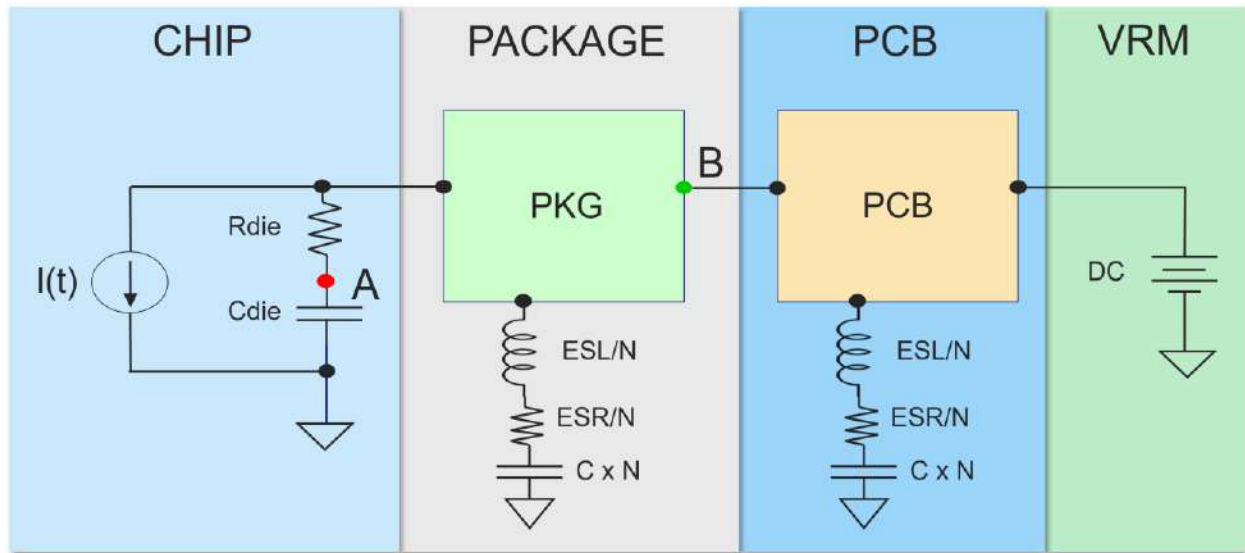 CHIP
PACKAGE
PCB
VRM
I(t)
Rdie
A
Cdie
PKG
B
PCB
DC
ESL/N
ESR/N
C x N
ESL/N
ESR/N
C x N